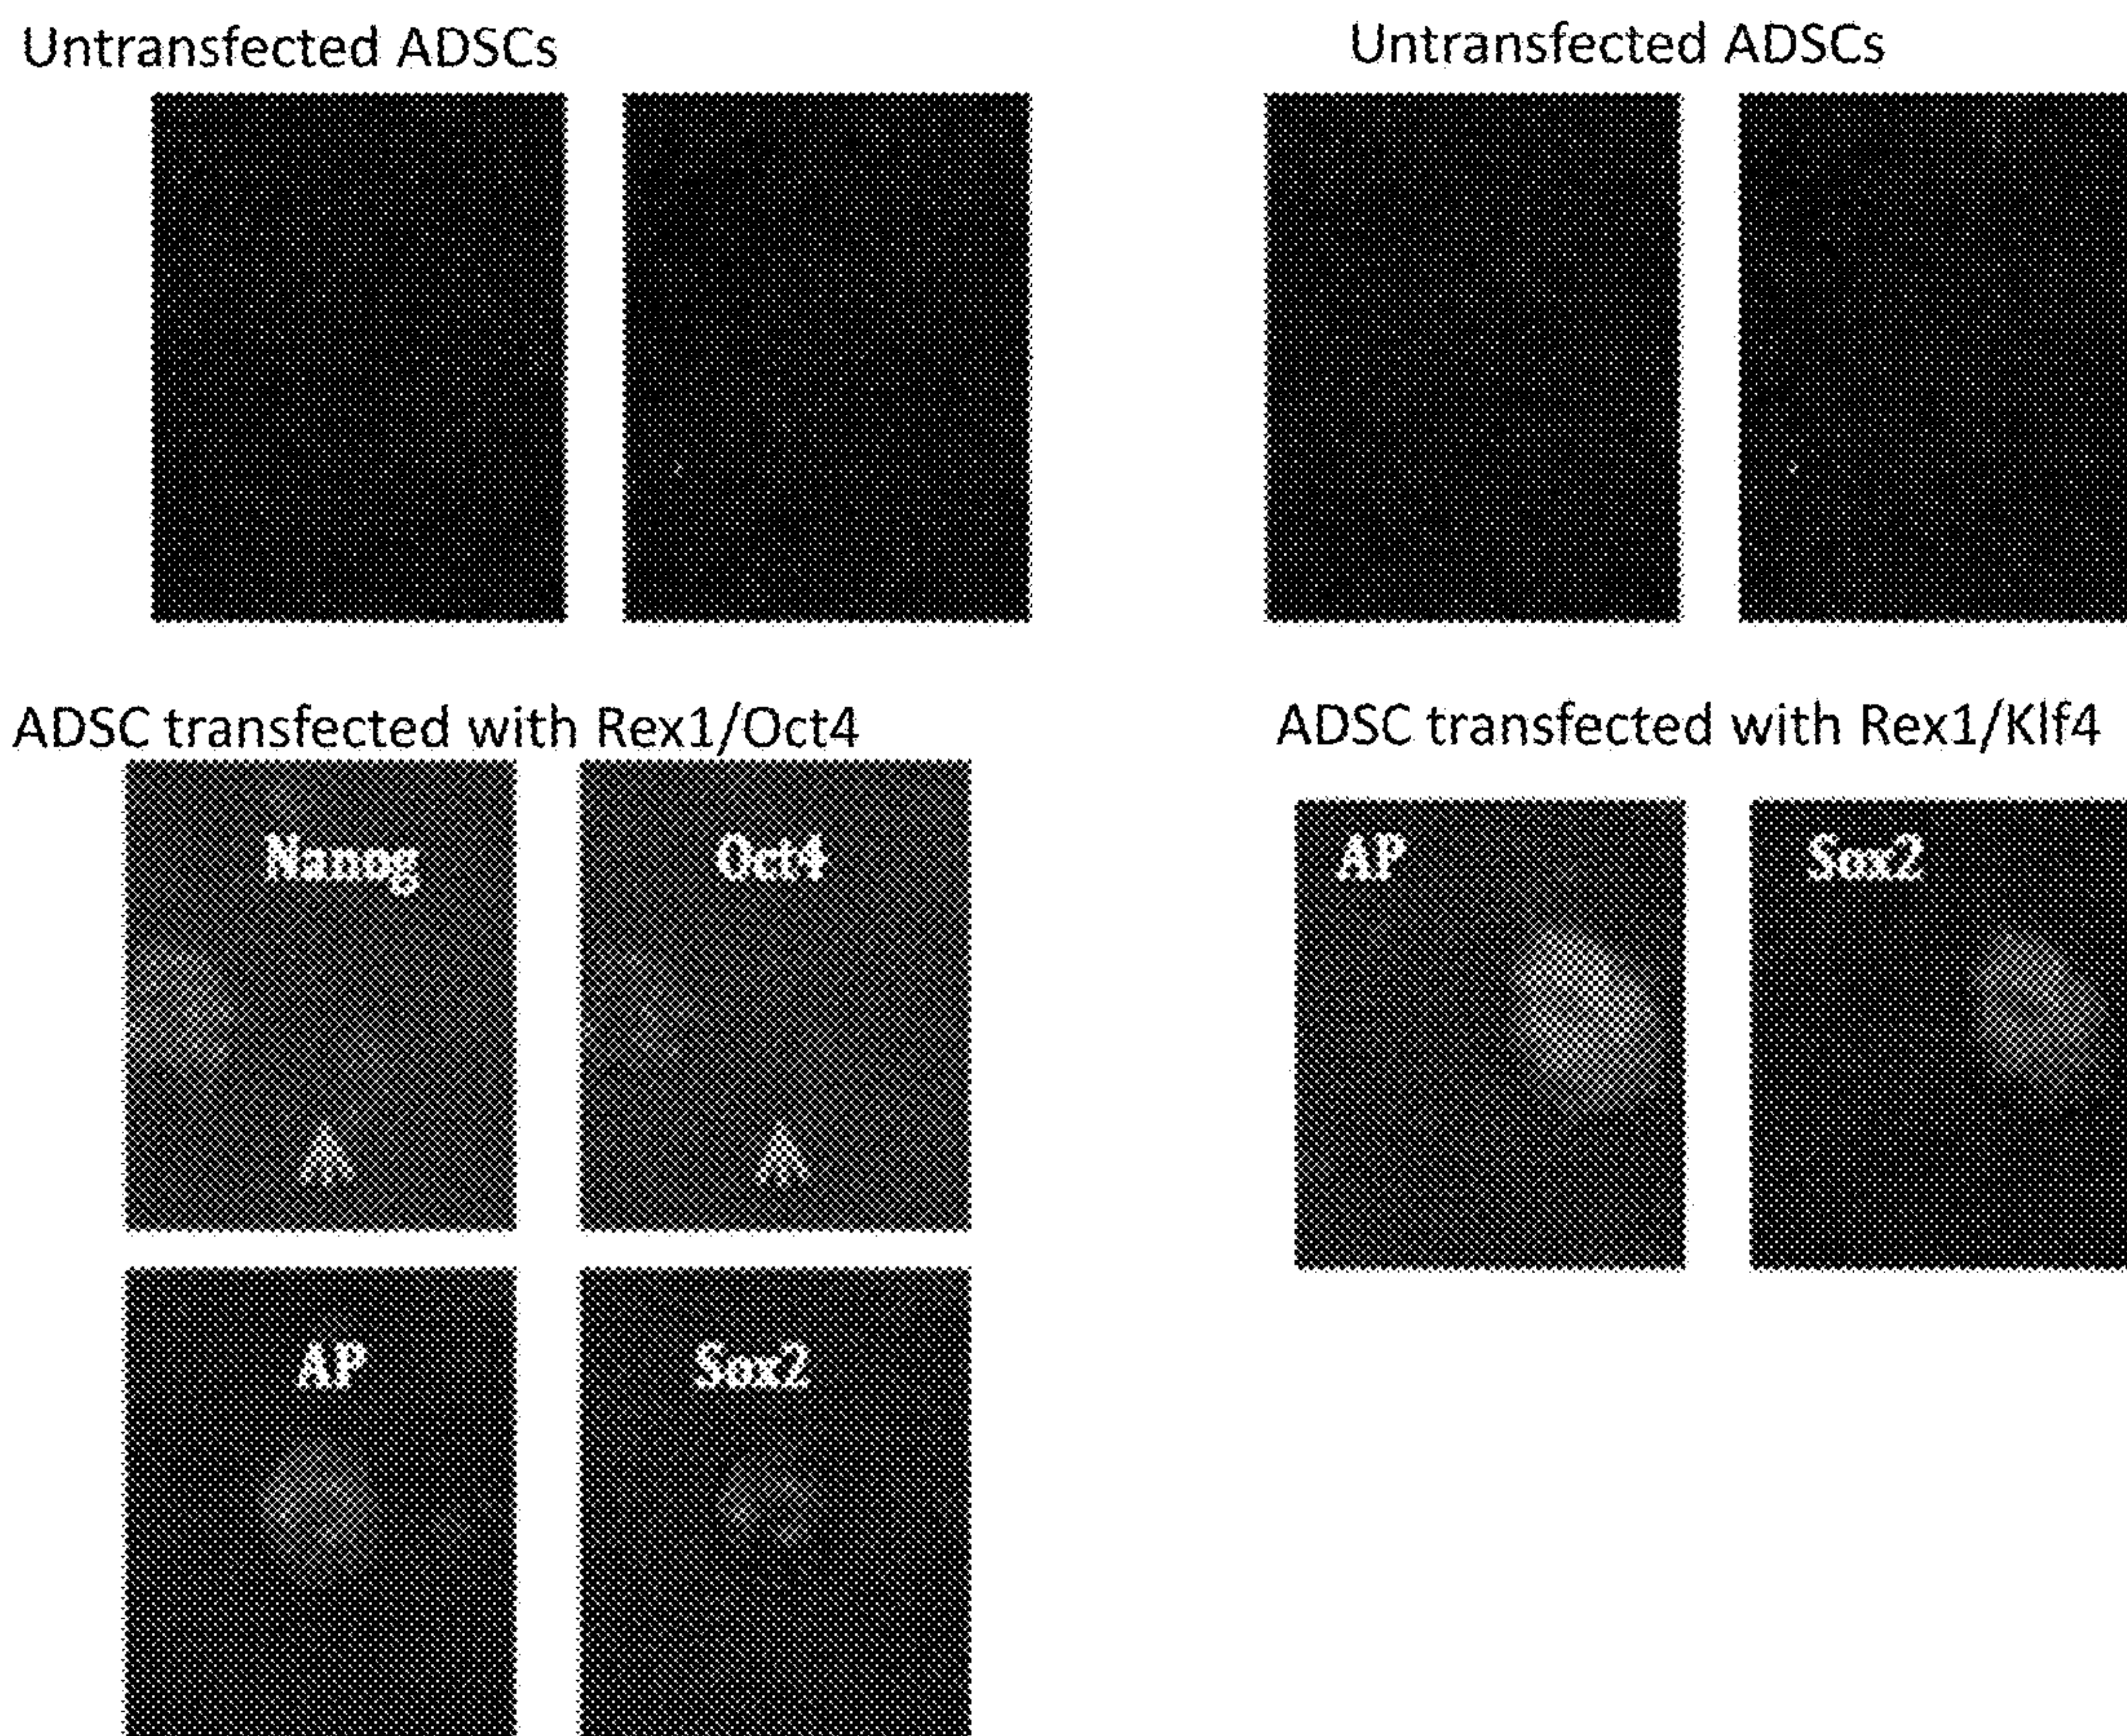 Untransfected ADSCs
Untransfected ADSCs
ADSC transfected with Rex1/Oct4
ADSC transfected with Rex1/Klf4
Nanog
Oct4
AP
Sox2
AP
Sox2